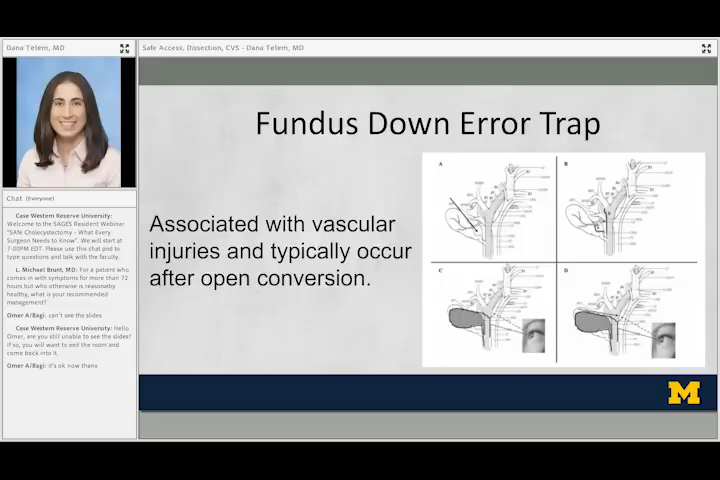 Dana Telem, MD
Safe Access, Dissection, CVS - Dana Telem, MD
Fundus Down Error Trap
Associated with vascular
injuries and typically occur
after open conversion.
A
B
C
D
M
Chat (Everyone)
Case Western Reserve University:
Welcome to the SAGES Resident Webinar
"SAfe Cholecystectomy - What Every
Surgeon Needs to Know". We will start at
7:00PM EDT. Please use this chat pod to
type questions and talk with the faculty.
L. Michael Brunt, MD: For a patient who
comes in with symptoms for more than 72
hours but who otherwise is reasonably
healthy, what is your recommended
management?
Omer A/Bagi: can't see the slides
Case Western Reserve University: Hello
Omer, are you still unable to see the slides?
If so, you will want to exit the room and
come back into it.
Omer A/Bagi: it's ok now thanx